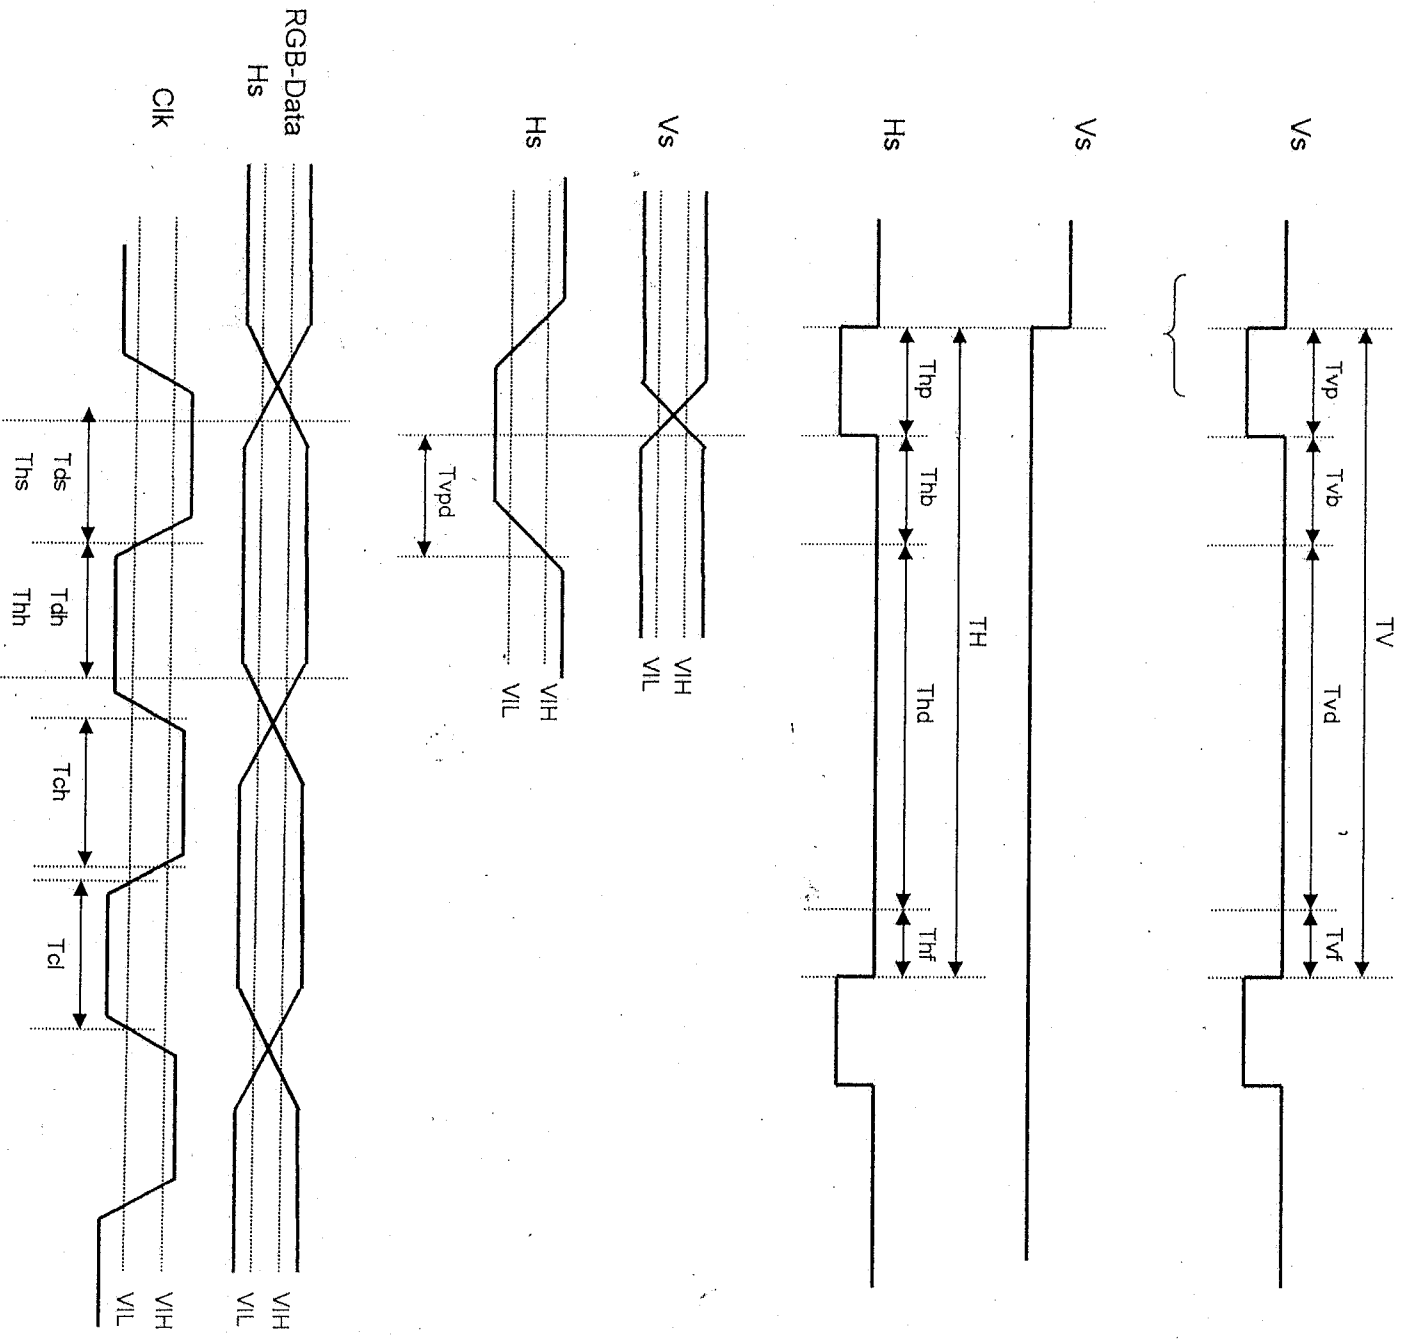 Vs
TV
Tvp
Tvb
Tvd
Tvf
Vs
Hs
TH
Thp
Thb
Thd
Thf
Vs
VIH
VIL
Hs
VIH
VIL
Tvpd
RGB-Data
Hs
VIH
VIL
Clk
VIH
VIL
Tds
Ths
Tdh
Thh
Tch
Tcl